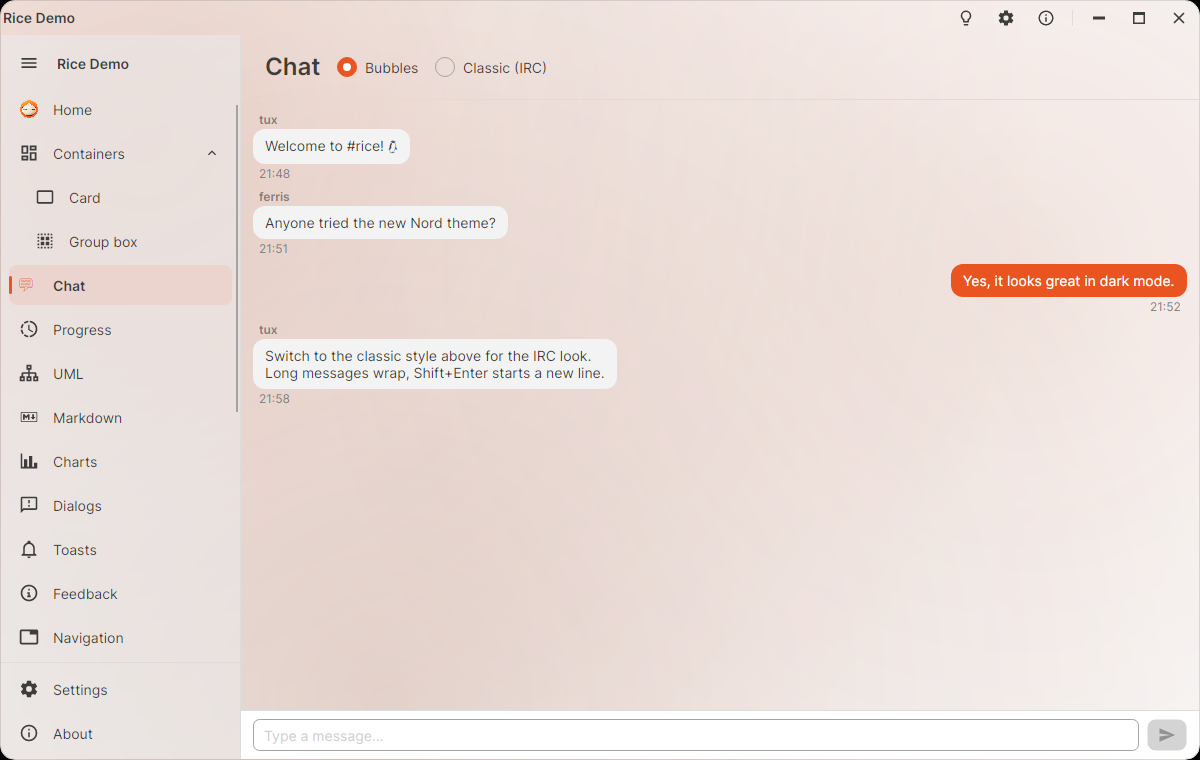 Rice Demo
Rice Demo
Home
Containers
Card
Group box
Chat
Progress
UML
Markdown
Charts
Dialogs
Toasts
Feedback
Navigation
Settings
About
Chat
Bubbles
Classic (IRC)
tux
Welcome to #rice! 🐧
21:48
ferris
Anyone tried the new Nord theme?
21:51
Yes, it looks great in dark mode.
21:52
tux
Switch to the classic style above for the IRC look.
Long messages wrap, Shift+Enter starts a new line.
21:58
Type a message...